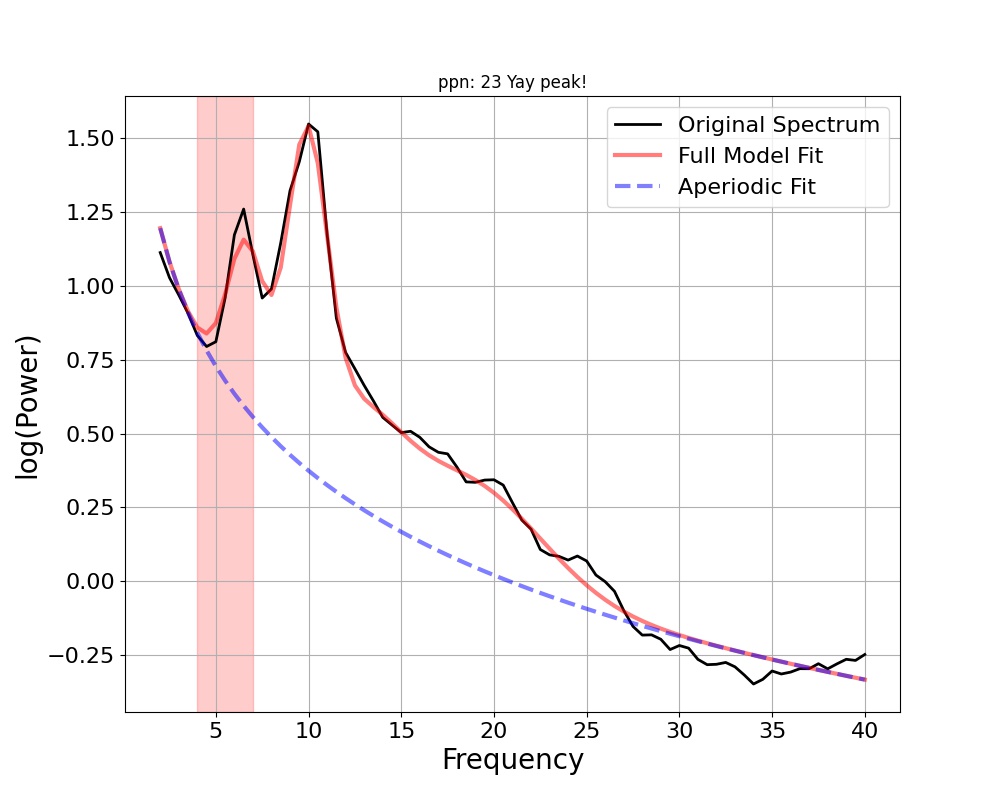 ppn: 23 Yay peak!
Original Spectrum
Full Model Fit
Aperiodic Fit
log(Power)
1.50
1.25
1.00
0.75
0.50
0.25
0.00
−0.25
5 10 15 20 25 30 35 40
Frequency